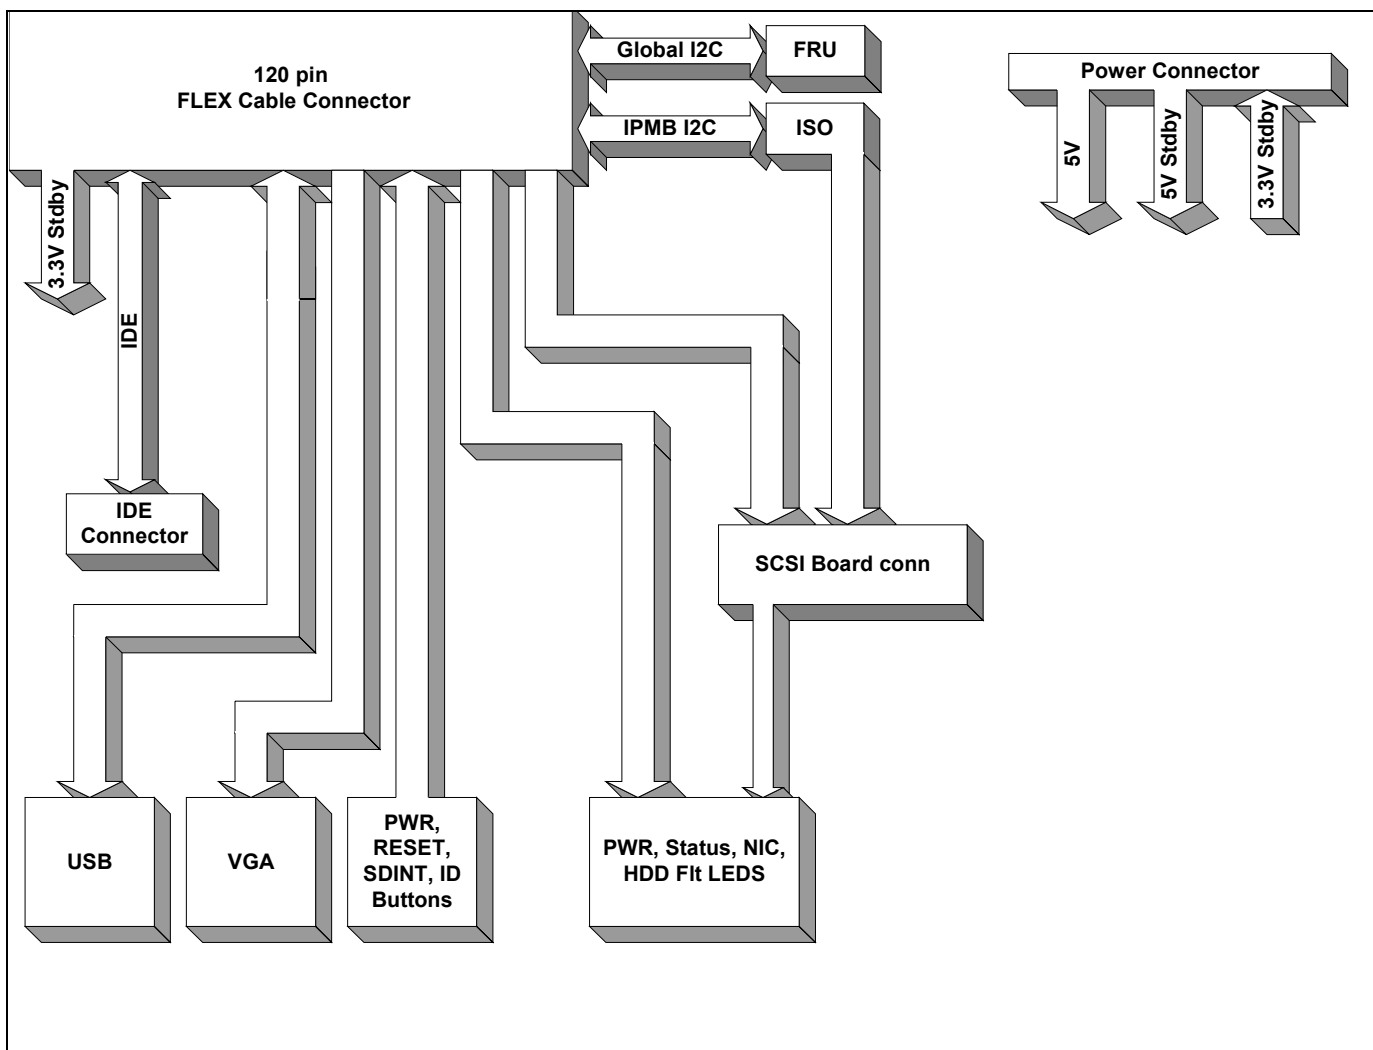 120 pin
FLEX Cable Connector
Global I2C
FRU
IPMB I2C
ISO
Power Connector
5V
5V Stdby
3.3V Stdby
3.3V Stdby
IDE
IDE
Connector
SCSI Board conn
USB
VGA
PWR,
RESET,
SDINT, ID
Buttons
PWR, Status, NIC,
HDD Flt LEDS